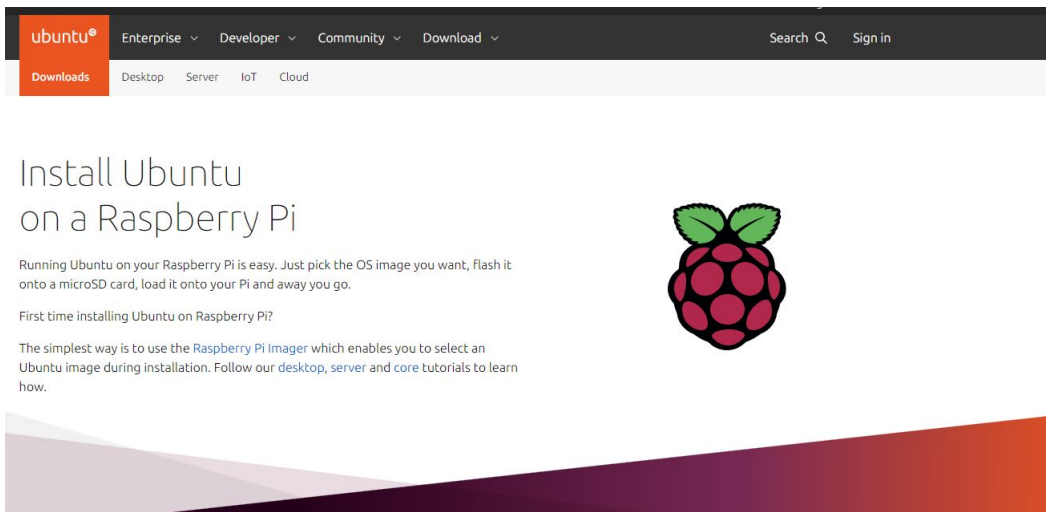 ubuntu® Enterprise Developer Community Download Search Sign in
Downloads Desktop Server IoT Cloud
Install Ubuntu
on a Raspberry Pi
Running Ubuntu on your Raspberry Pi is easy. Just pick the OS image you want, flash it
onto a microSD card, load it onto your Pi and away you go.
First time installing Ubuntu on Raspberry Pi?
The simplest way is to use the Raspberry Pi Imager which enables you to select an
Ubuntu image during installation. Follow our desktop, server and core tutorials to learn
how.